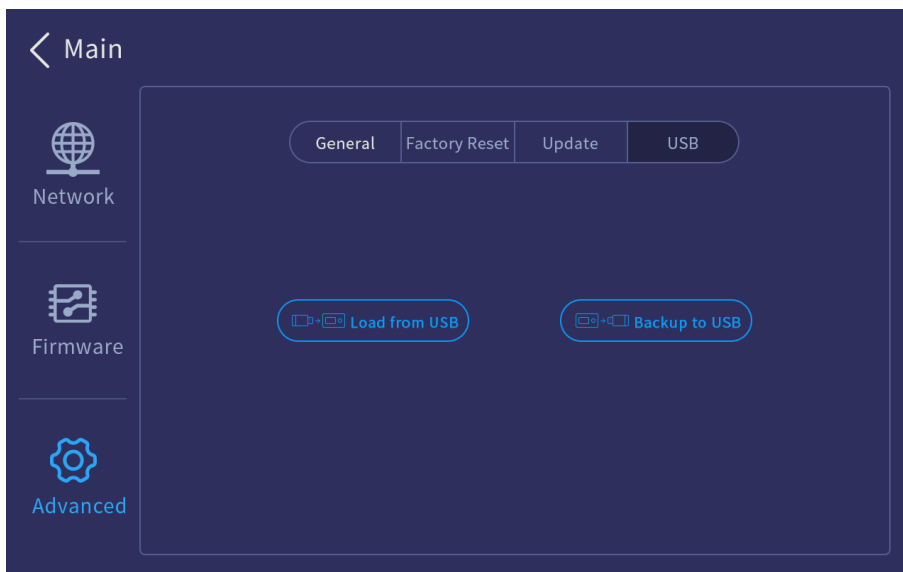 Main
General Factory Reset Update USB
Network
Load from USB Backup to USB
Firmware
Advanced